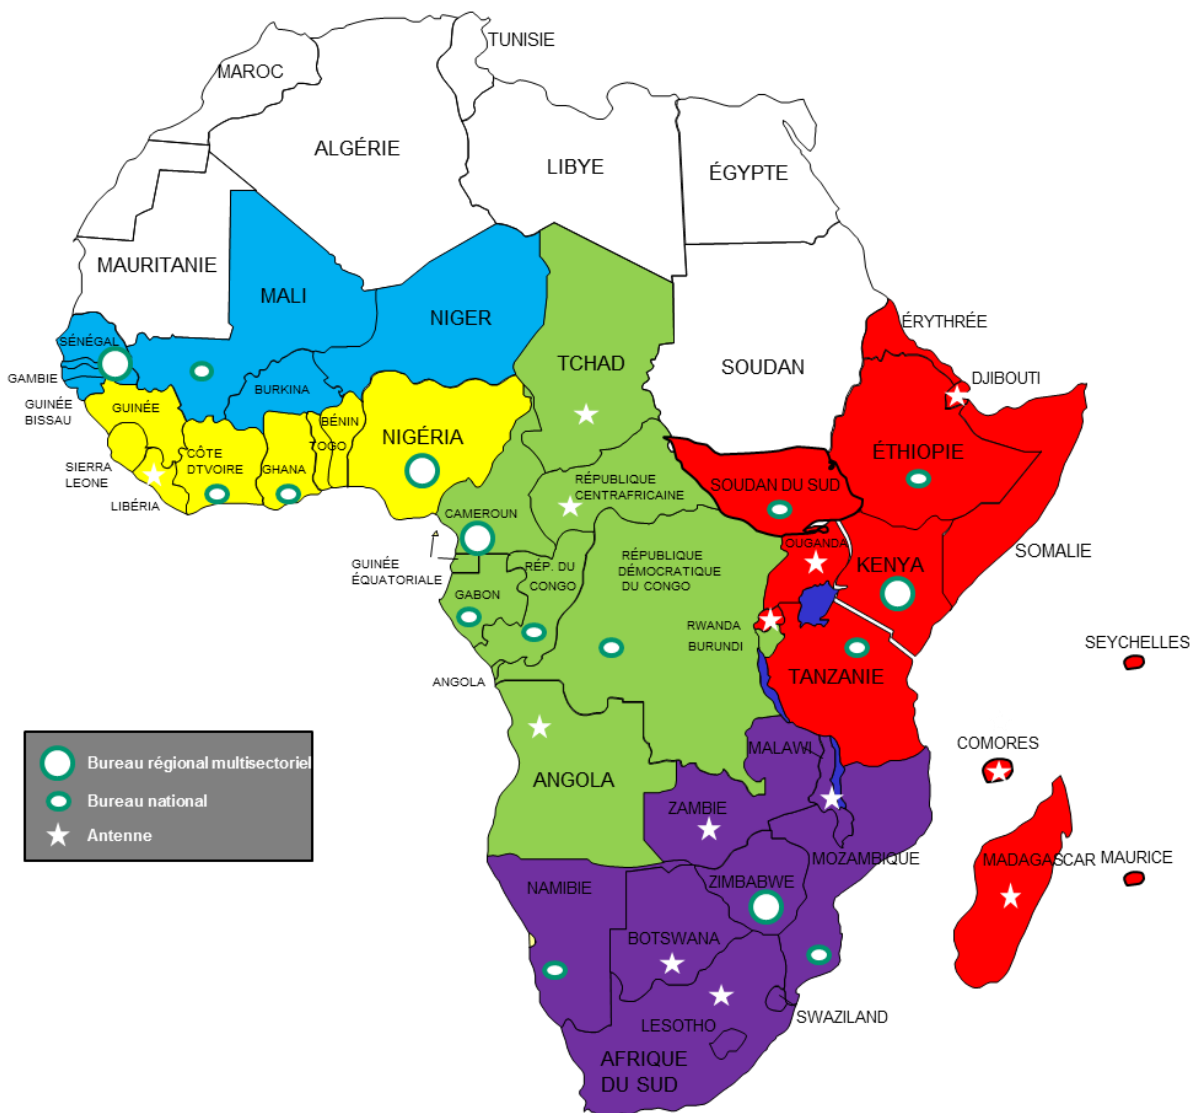 TUNISIE
MAROC
ALGÉRIE
LIBYE
ÉGYPTE
MAURITANIE
MALI
NIGER
ÉRYTHRÉE
SÉNÉGAL
TCHAD
SOUDAN
DJIBOUTI
GAMBIE
BURKINA
GUINÉE
BISSAU
GUINÉE
BÉNIN
TOGO
NIGÉRIA
CÔTE
DTVOIRE
GHANA
ÉTHIOPIE
SIERRA
LEONE
LIBÉRIA
RÉPUBLIQUE
CENTRAFRICAINE
SOUDAN DU SUD
CAMEROUN
OUGANDA
SOMALIE
GUINÉE
ÉQUATORIALE
RÉP. DU
CONGO
RÉPUBLIQUE
DÉMOCRATIQUE
DU CONGO
KENYA
GABON
RWANDA
BURUNDI
SEYCHELLES
ANGOLA
TANZANIE
COMORES
MALAWI
ANGOLA
ZAMBIE
Bureau régional multisectoriel
Bureau national
Antenne
MOZAMBIQUE
MADAGASCAR
MAURICE
NAMIBIE
ZIMBABWE
BOTSWANA
SWAZILAND
LESOTHO
AFRIQUE
DU SUD